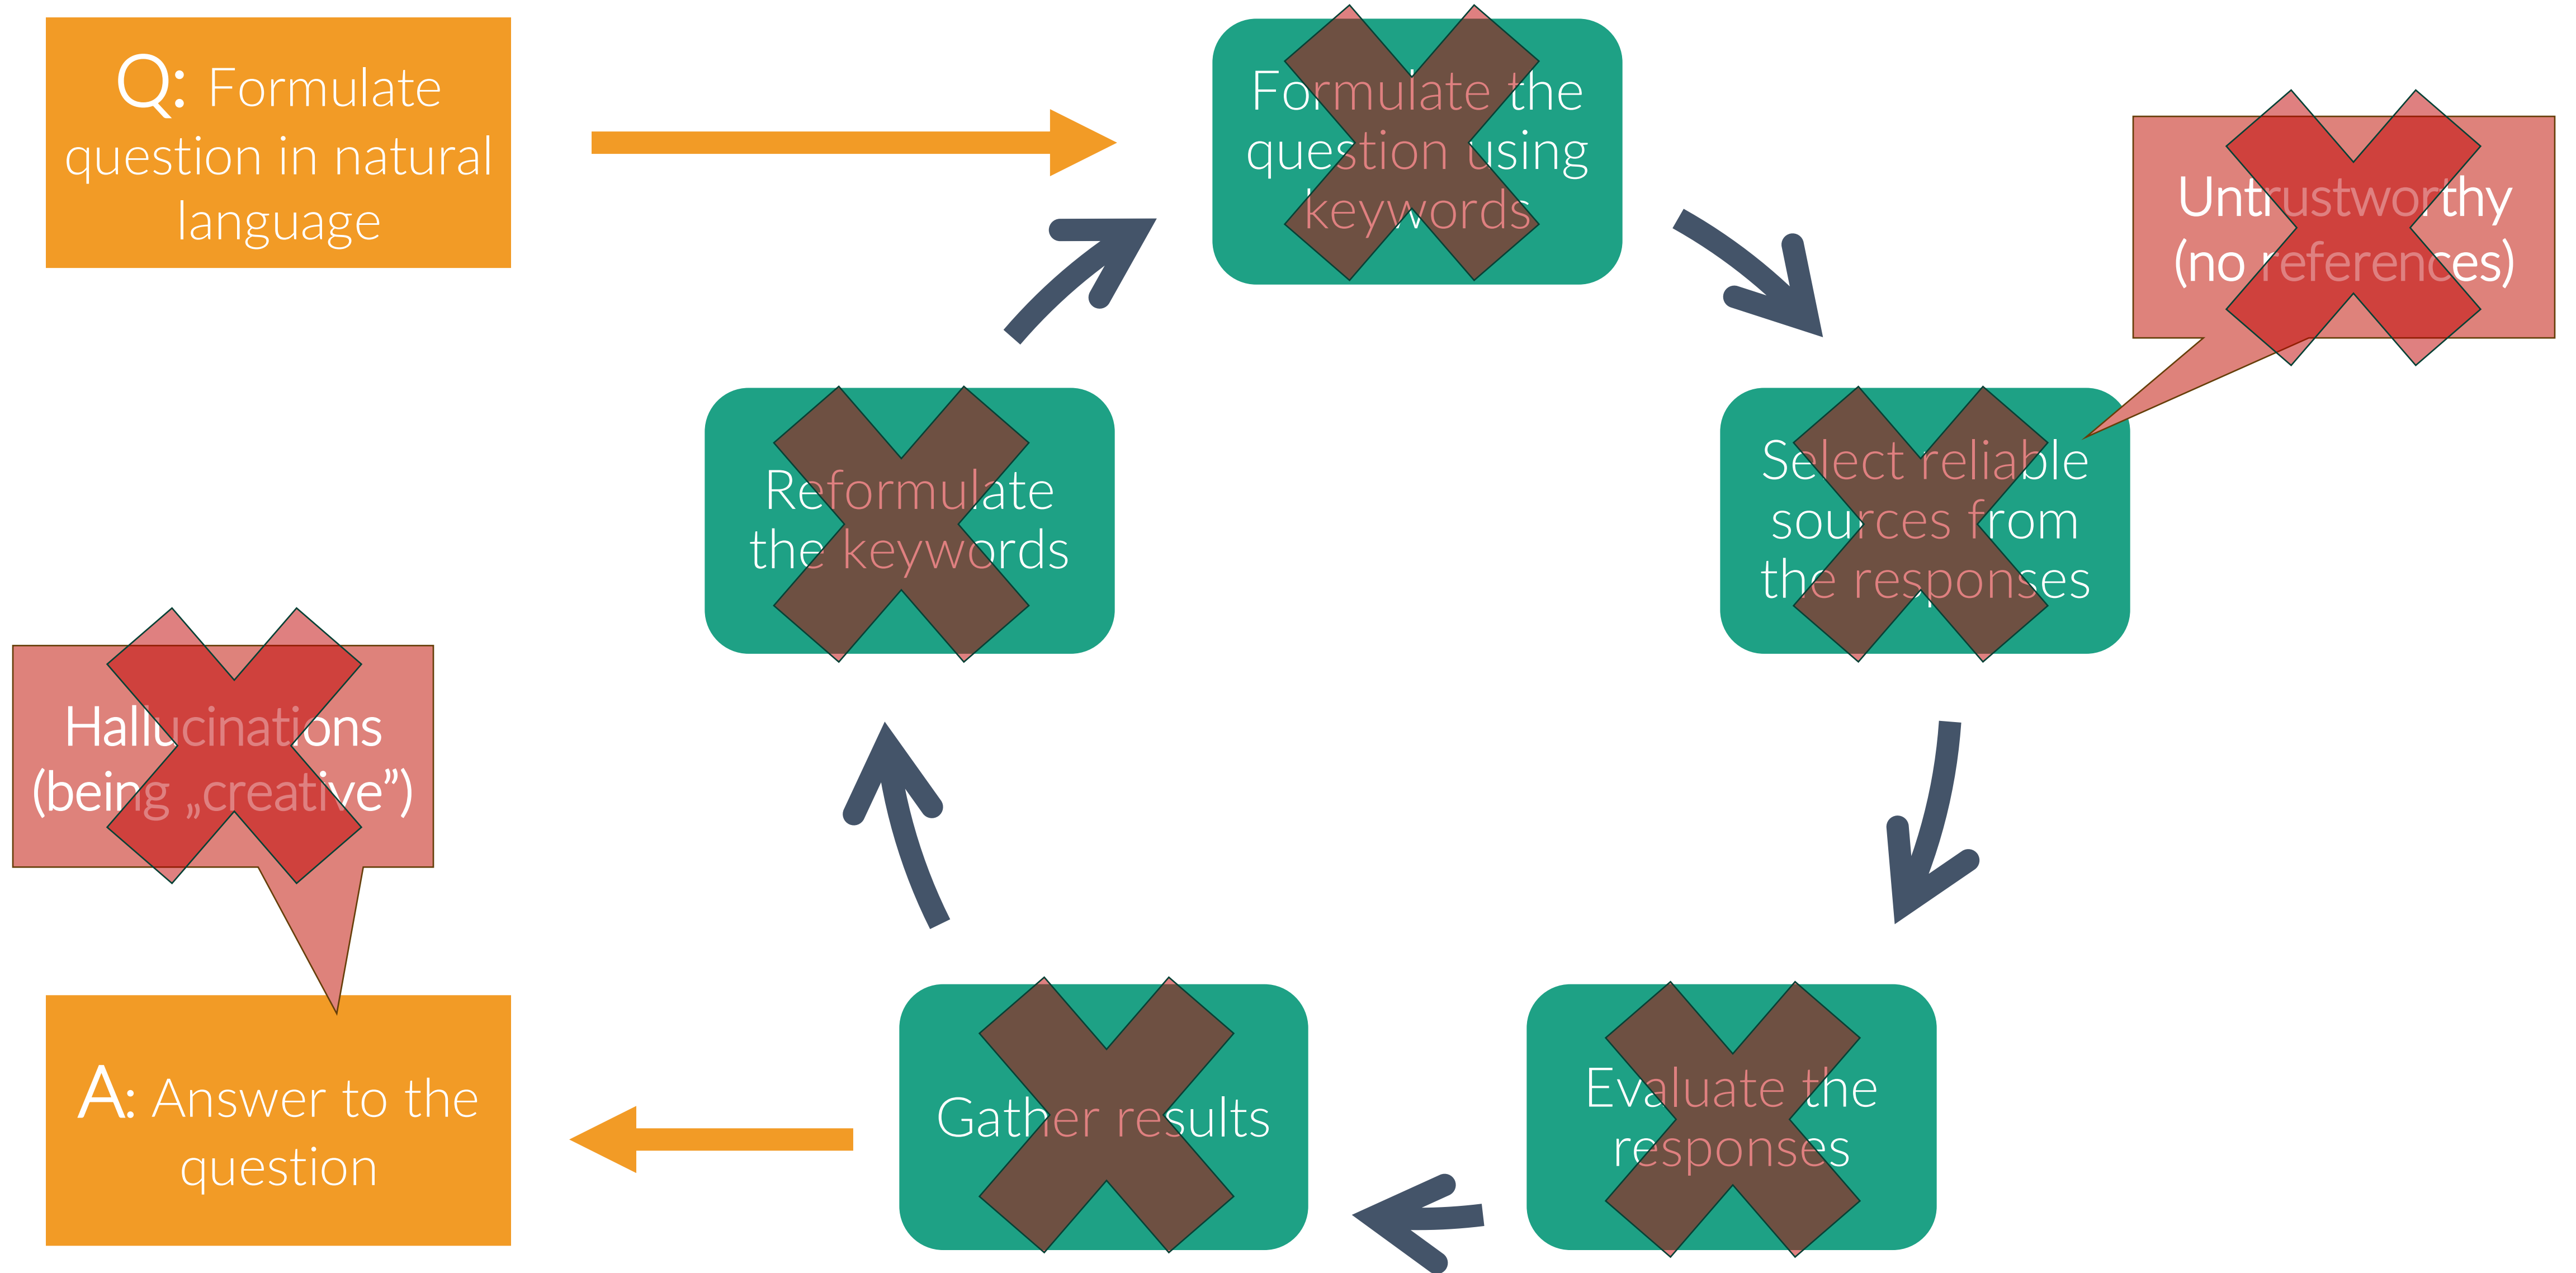 Q: Formulate
question in natural
language
Formulate the
question using
keywords
Untrustworthy
(no references)
Select reliable
sources from
the responses
Reformulate
the keywords
Hallucinations
(being „creative”)
Evaluate the
responses
Gather results
A: Answer to the
question